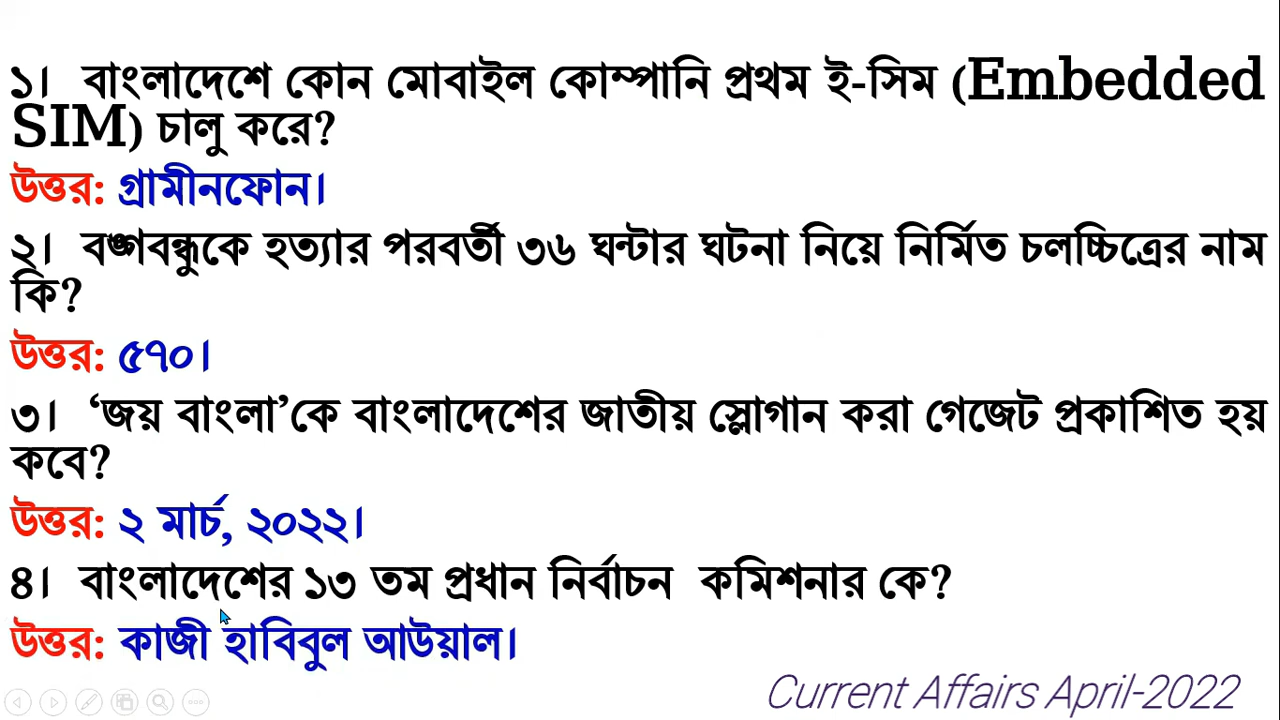 ১। বাংলাদেশে কোন মোবাইল কোম্পানি প্রথম ই-সিম (Embedded
SIM) চালু করে?
উত্তর: গ্রামীনফোন।
২। বঙ্গবন্ধুকে হত্যার পরবর্তী ৩৬ ঘন্টার ঘটনা নিয়ে নির্মিত চলচ্চিত্রের নাম
কি?
উত্তর: ৫৭০।
৩। ‘জয় বাংলা’কে বাংলাদেশের জাতীয় স্লোগান করা গেজেট প্রকাশিত হয়
কবে?
উত্তর: ২ মার্চ, ২০২২।
৪। বাংলাদেশের ১৩ তম প্রধান নির্বাচন কমিশনার কে?
উত্তর: কাজী হাবিবুল আউয়াল।
Current Affairs April-2022